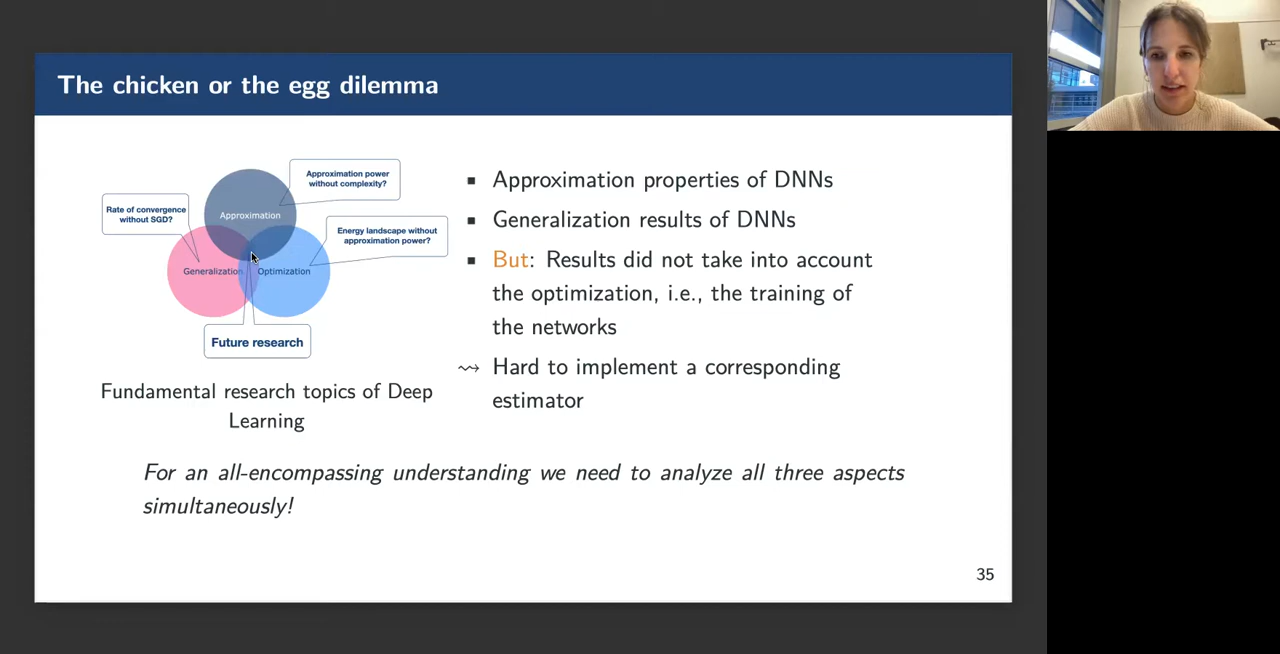 The chicken or the egg dilemma
Approximation power
without complexity?
Rate of convergence
without SGD?
Approximation
Energy landscape without
approximation power?
Generalization
Optimization
Future research
Fundamental research topics of Deep
Learning
▪ Approximation properties of DNNs
▪ Generalization results of DNNs
▪ But: Results did not take into account
the optimization, i.e., the training of
the networks
⇝ Hard to implement a corresponding
estimator
For an all-encompassing understanding we need to analyze all three aspects
simultaneously!
35